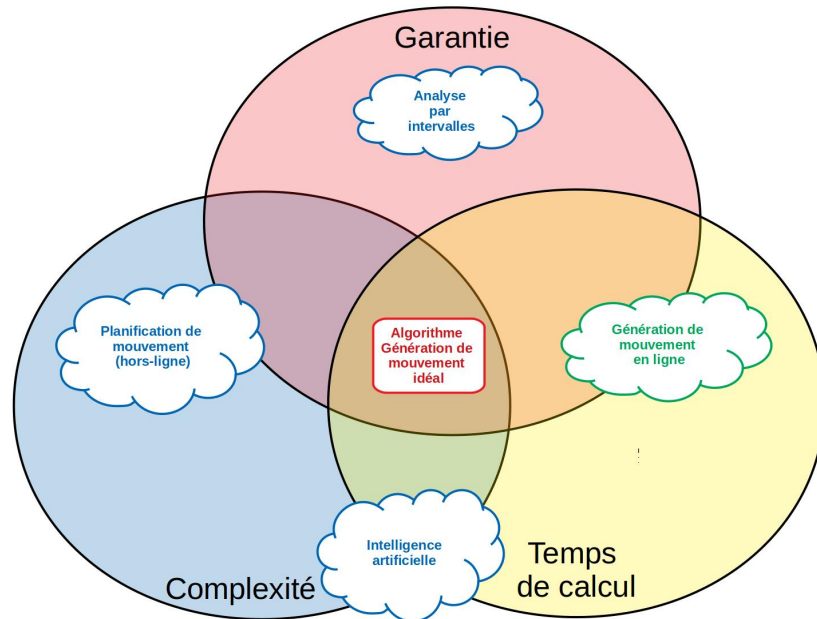 Garantie
Analyse
par
intervalles
Planification de
mouvement
(hors-ligne)
Algorithme
Génération de
mouvement
idéal
Génération de
mouvement
en ligne
Intelligence
artificielle
Complexité
Temps
de calcul